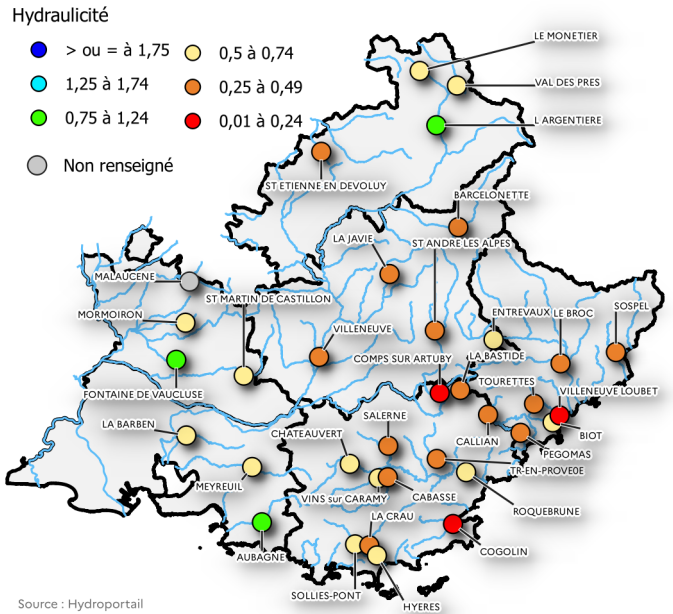 Hydraulicité
> ou = à 1,75
0,5 à 0,74
1,25 à 1,74
0,25 à 0,49
0,75 à 1,24
0,01 à 0,24
Non renseigné
LE MONETIER
VAL DES PRES
L ARGENTIERE
ST ETIENNE EN DEVOLUY
BARCELONETTE
LA JAVIE
ST ANDRE LES ALPES
MALAUCENE
ST MARTIN DE CASTILLON
MORMOIRON
VILLENEUVE
ENTREVAUX
LE BROC
SOSPEL
COMPS SUR ARTUBY
LA BASTIDE
TOURETTES
VILLENEUVE LOUBET
FONTAINE DE VAUCLUSE
LA BARBEN
SALERNE
CHATEAUVERT
CALLIAN
BIOT
PEGOMAS
TR-EN-PROVE0E
MEYREUIL
VINS sur CARAMY
CABASSE
ROQUEBRUNE
LA CRAU
AUBAGNE
COGOLIN
SOLLIES-PONT
HYERES
Source : Hydroportail